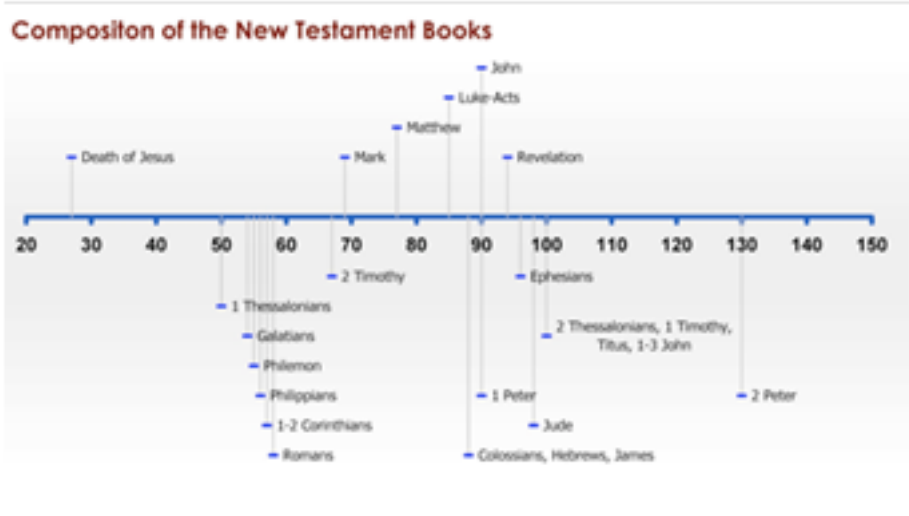 Compositon of the New Testament Books
John
Luke-Acts
Matthew
Death of Jesus
Mark
Revelation
20 30 40 50 60 70 80 90 100 110 120 130 140 150
2 Timothy
Ephesians
1 Thessalonians
Galatians
2 Thessalonians, 1 Timothy,
Titus, 1-3 John
Philemon
Philippians
1 Peter
2 Peter
1-2 Corinthians
Jude
Romans
Colossians, Hebrews, James